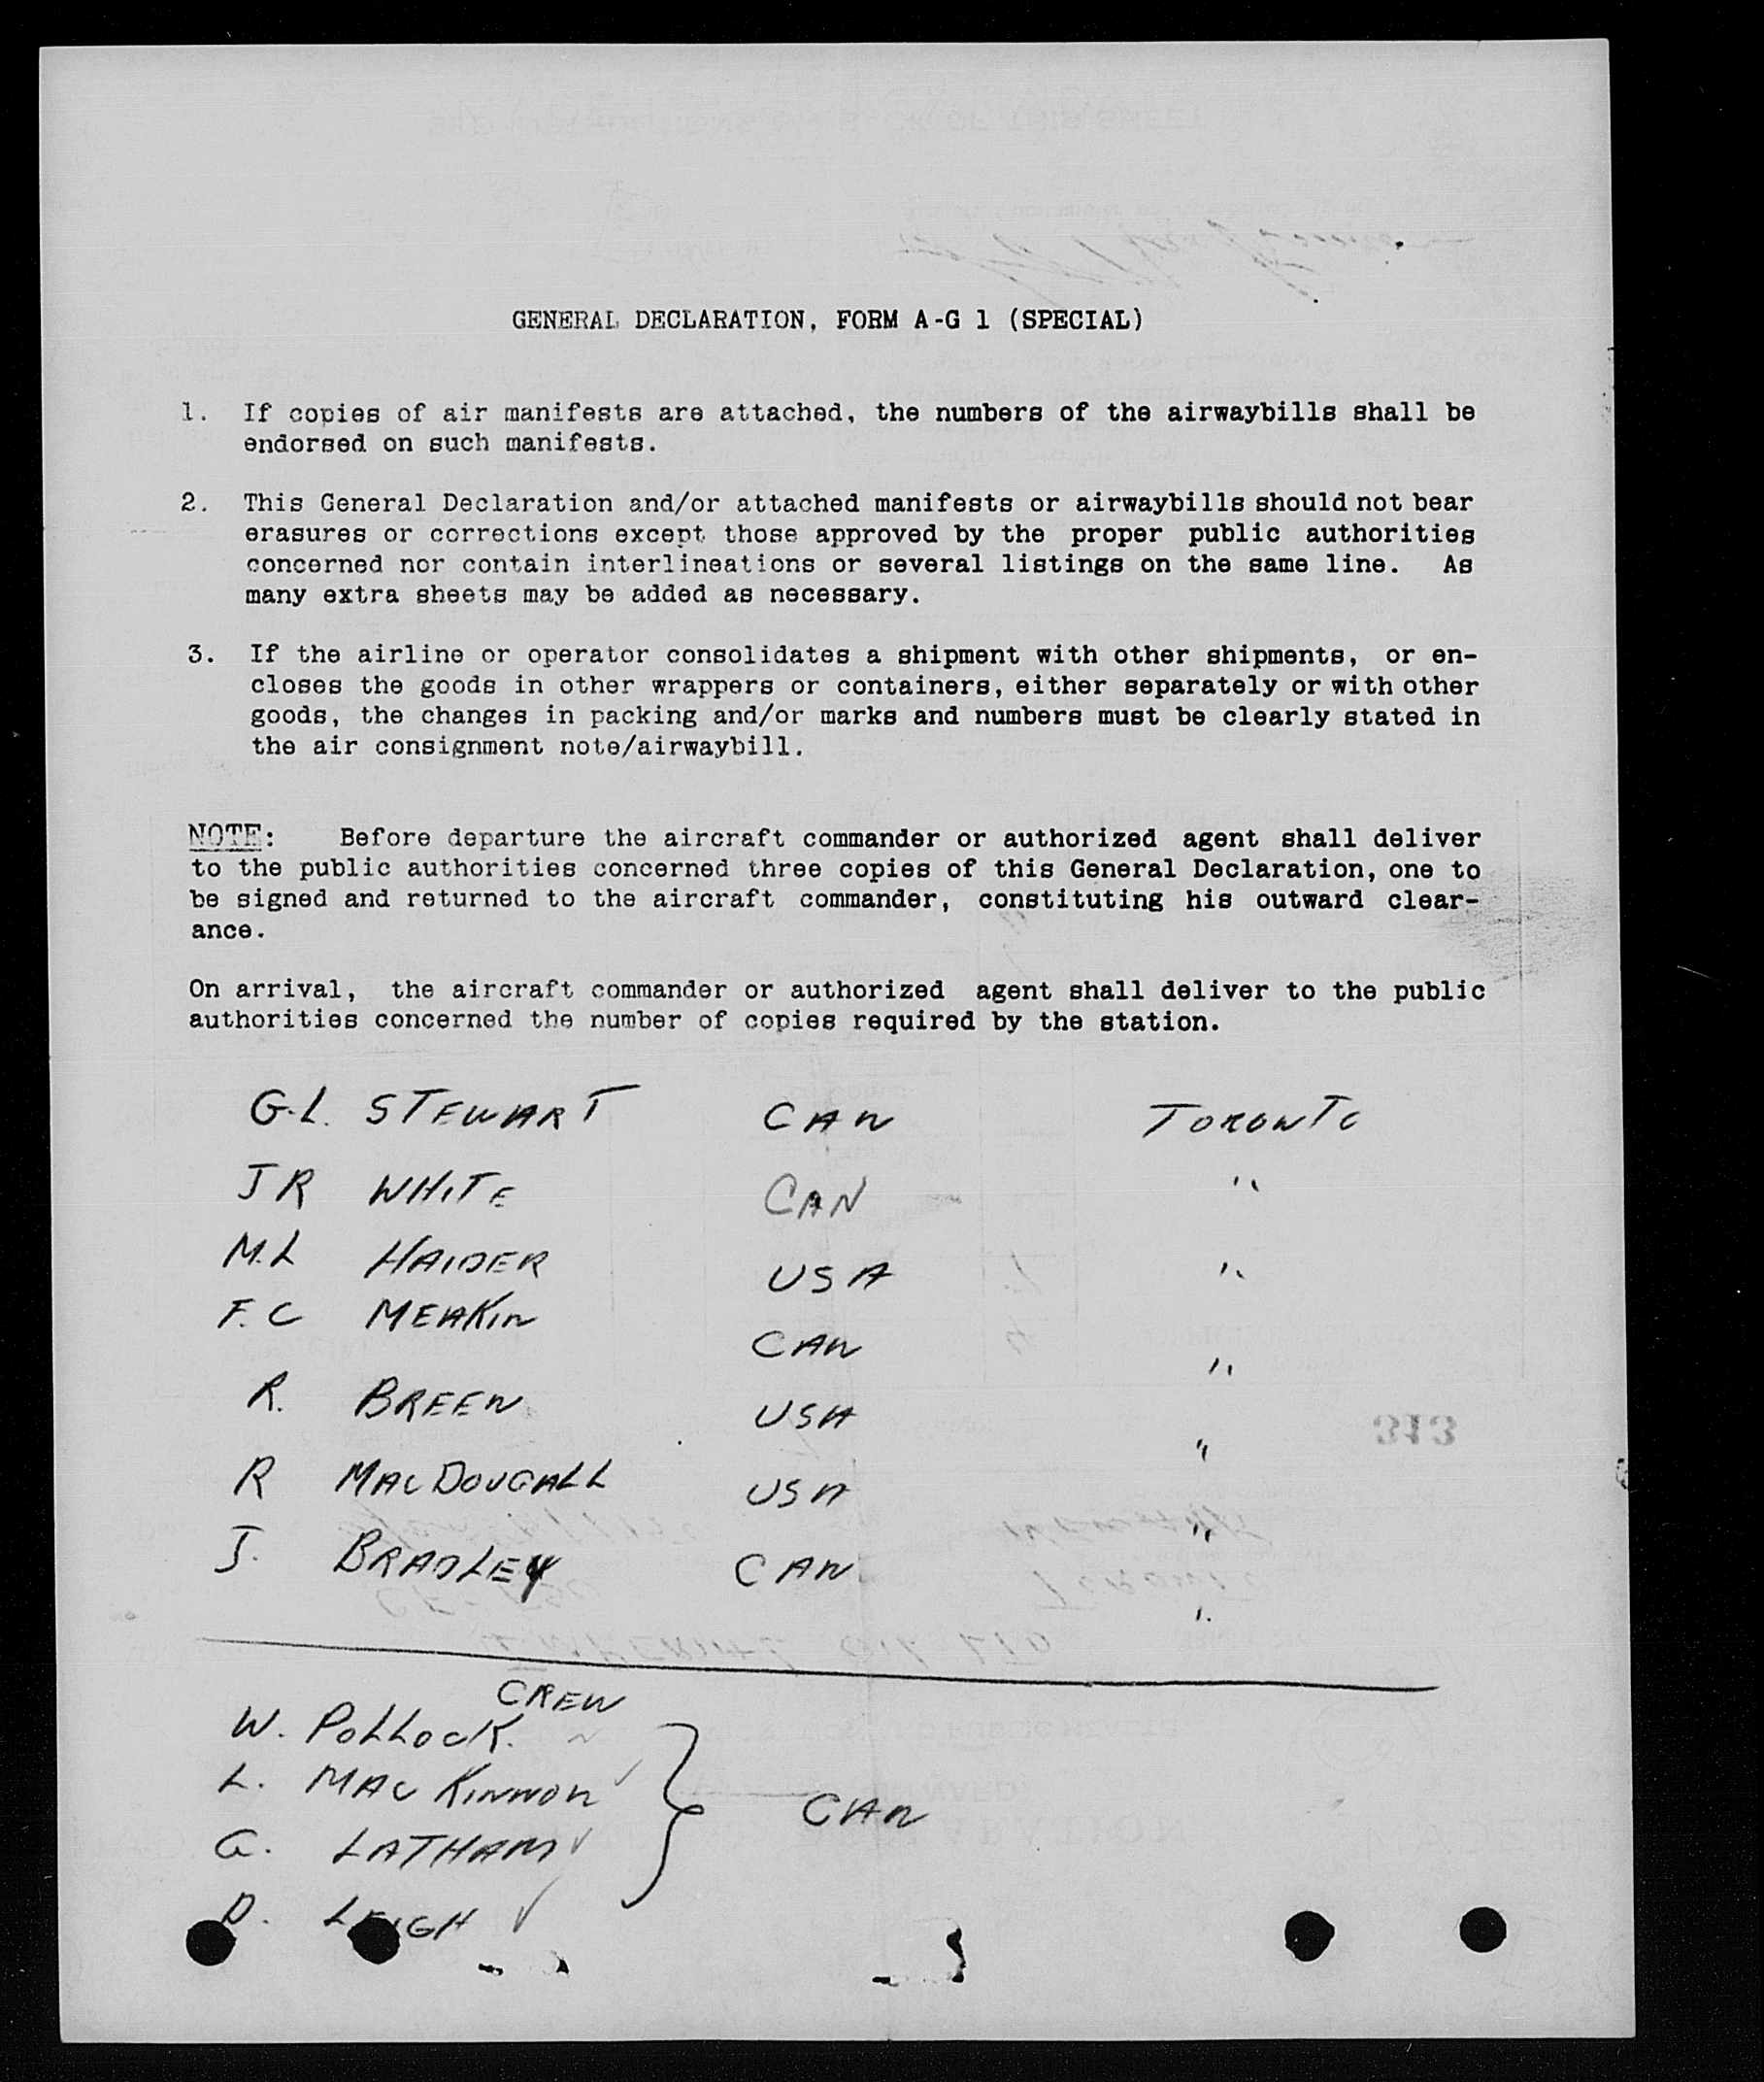 GENERAL DECLARATION, FORM A-G 1 (SPECIAL)
1. If copies of air manifests are attached, the numbers of the airwaybills shall be
endorsed on such manifests.
2. This General Declaration and/or attached manifests or airwaybills should not bear
erasures or corrections except those approved by the proper public authorities
concerned nor contain interlineations or several listings on the same line. As
many extra sheets may be added as necessary.
3. If the airline or operator consolidates a shipment with other shipments, or en-
closes the goods in other wrappers or containers, either separately or with other
goods, the changes in packing and/or marks and numbers must be clearly stated in
the air consignment note/airwaybill.
NOTE: Before departure the aircraft commander or authorized agent shall deliver
to the public authorities concerned three copies of this General Declaration, one to
be signed and returned to the aircraft commander, constituting his outward clear-
ance.
On arrival, the aircraft commander or authorized agent shall deliver to the public
authorities concerned the number of copies required by the station.
G.L. STEWART CAN TORONTO
J R WHITE CAN "
M.L HAIDER USA "
F.C MEAKIN CAN "
R. BREEN USA "
R MACDOUGALL USA "
J. BRADLEY CAN "
CREW
W. POLLOCK.
L. MAC KINNON
G. LATHAM CAN
D. LEIGH
313